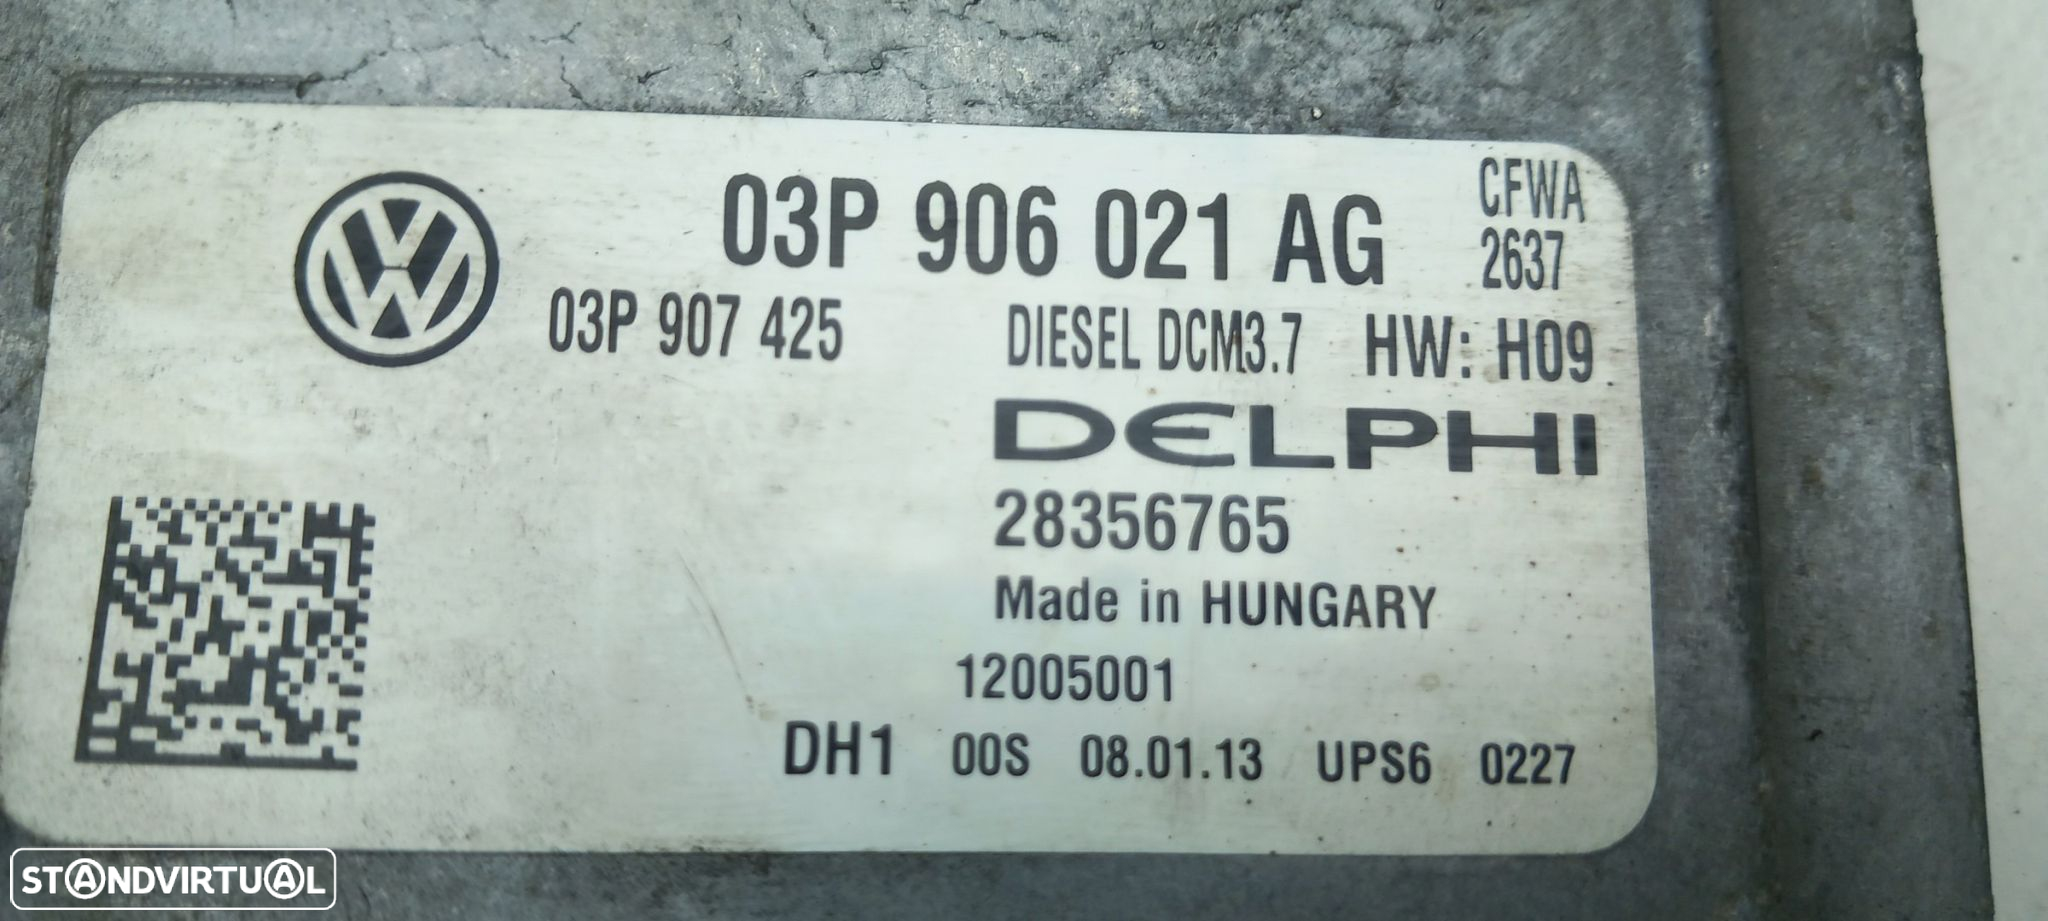 03P 906 021 AG
CFWA
2637
03P 907 425
DIESEL DCM3.7 HW: H09
DELPHI
28356765
Made in HUNGARY
12005001
DH1 00S 08.01.13 UPS6 0227
STANDVIRTUAL